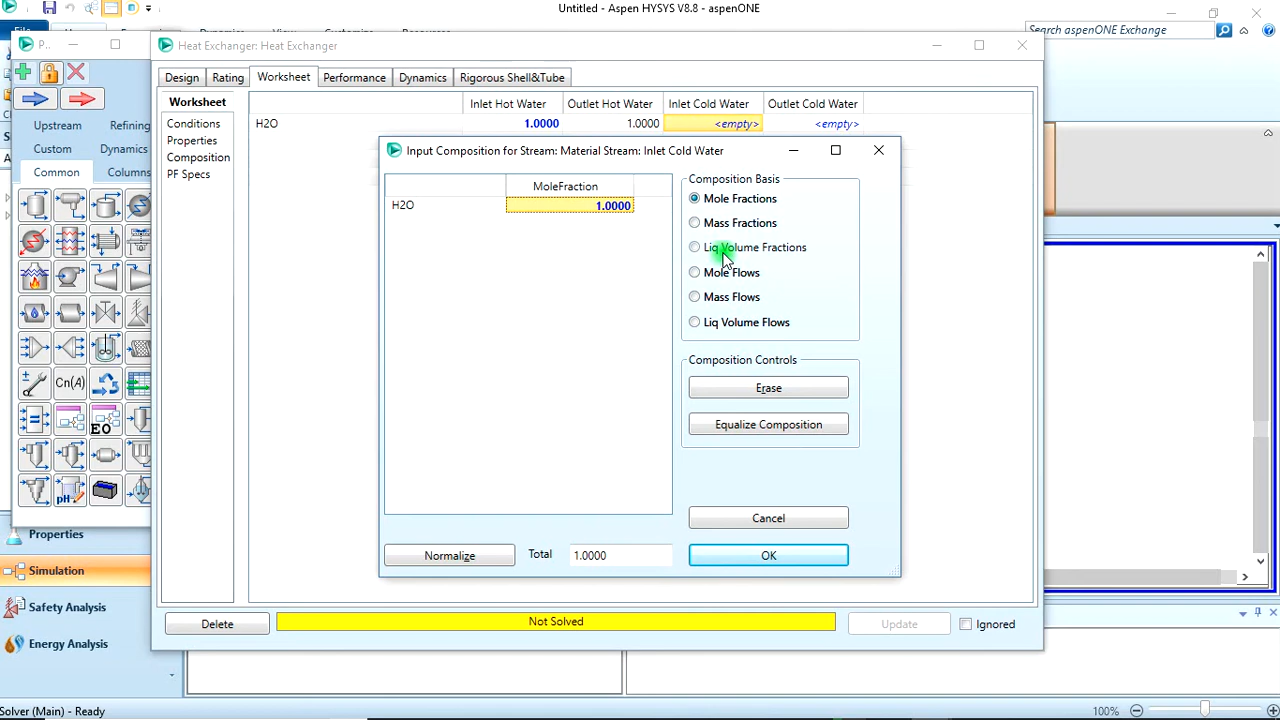 Untitled - Aspen HYSYS V8.8 - aspenONE
Search aspenONE Exchange
P..
Heat Exchanger: Heat Exchanger
Design
Rating
Worksheet
Performance
Dynamics
Rigorous Shell&Tube
Worksheet
Conditions
Properties
Composition
PF Specs
Inlet Hot Water
Outlet Hot Water
Inlet Cold Water
Outlet Cold Water
H2O
1.0000
1.0000
<empty>
<empty>
Upstream
Refining
Custom
Dynamics
Common
Columns
Cn(A)
EO
pH
Input Composition for Stream: Material Stream: Inlet Cold Water
MoleFraction
H2O
1.0000
Composition Basis
Mole Fractions
Mass Fractions
Liq Volume Fractions
Mole Flows
Mass Flows
Liq Volume Flows
Composition Controls
Erase
Equalize Composition
Cancel
OK
Normalize
Total
1.0000
Properties
Simulation
Safety Analysis
Energy Analysis
Delete
Not Solved
Update
Ignored
Solver (Main) - Ready
100%